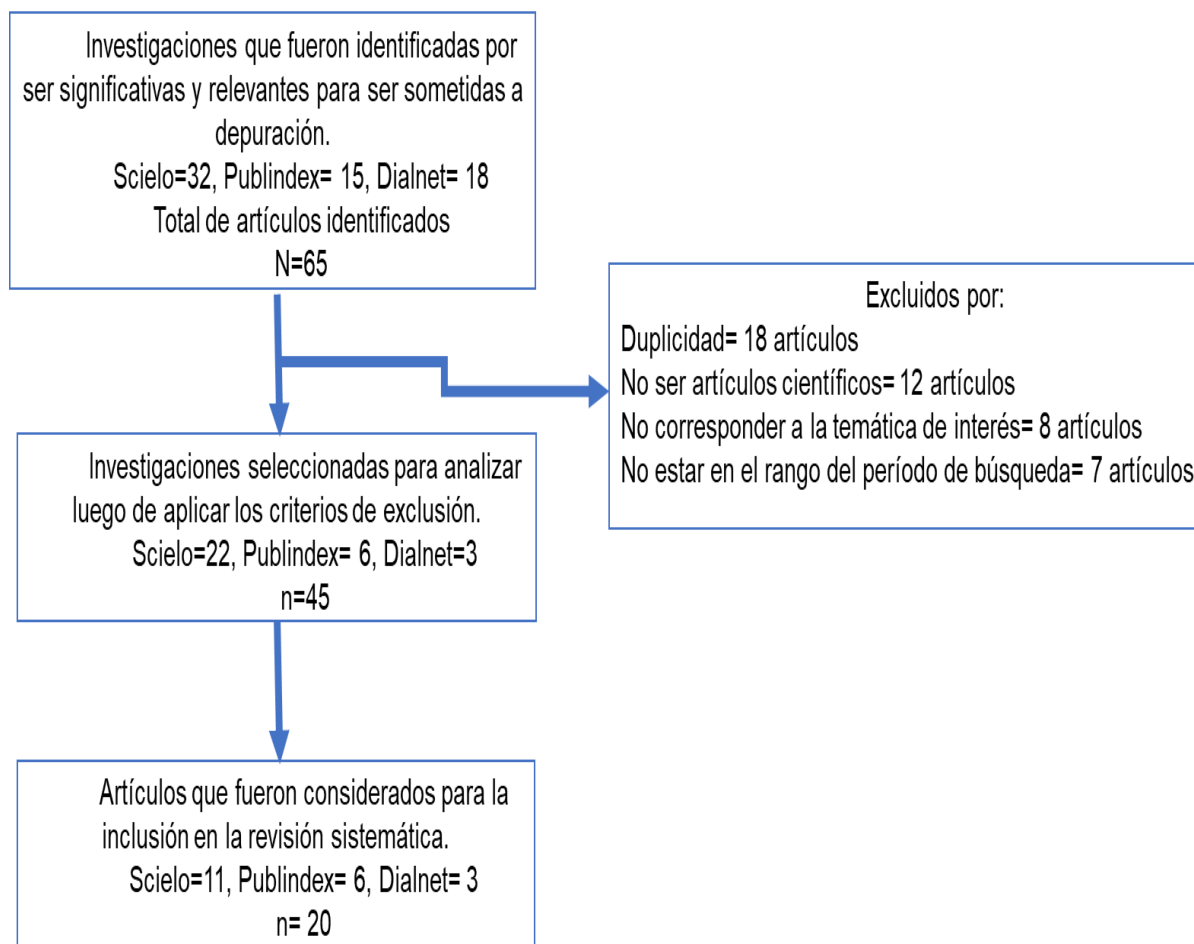 Investigaciones que fueron identificadas por
ser significativas y relevantes para ser sometidas a
depuración.
Scielo=32, Publindex= 15, Dialnet= 18
Total de artículos identificados
N=65
Excluidos por:
Duplicidad= 18 artículos
No ser artículos científicos= 12 artículos
No corresponder a la temática de interés= 8 artículos
No estar en el rango del período de búsqueda= 7 artículos
Investigaciones seleccionadas para analizar
luego de aplicar los criterios de exclusión.
Scielo=22, Publindex= 6, Dialnet=3
n=45
Artículos que fueron considerados para la
inclusión en la revisión sistemática.
Scielo=11, Publindex= 6, Dialnet= 3
n= 20